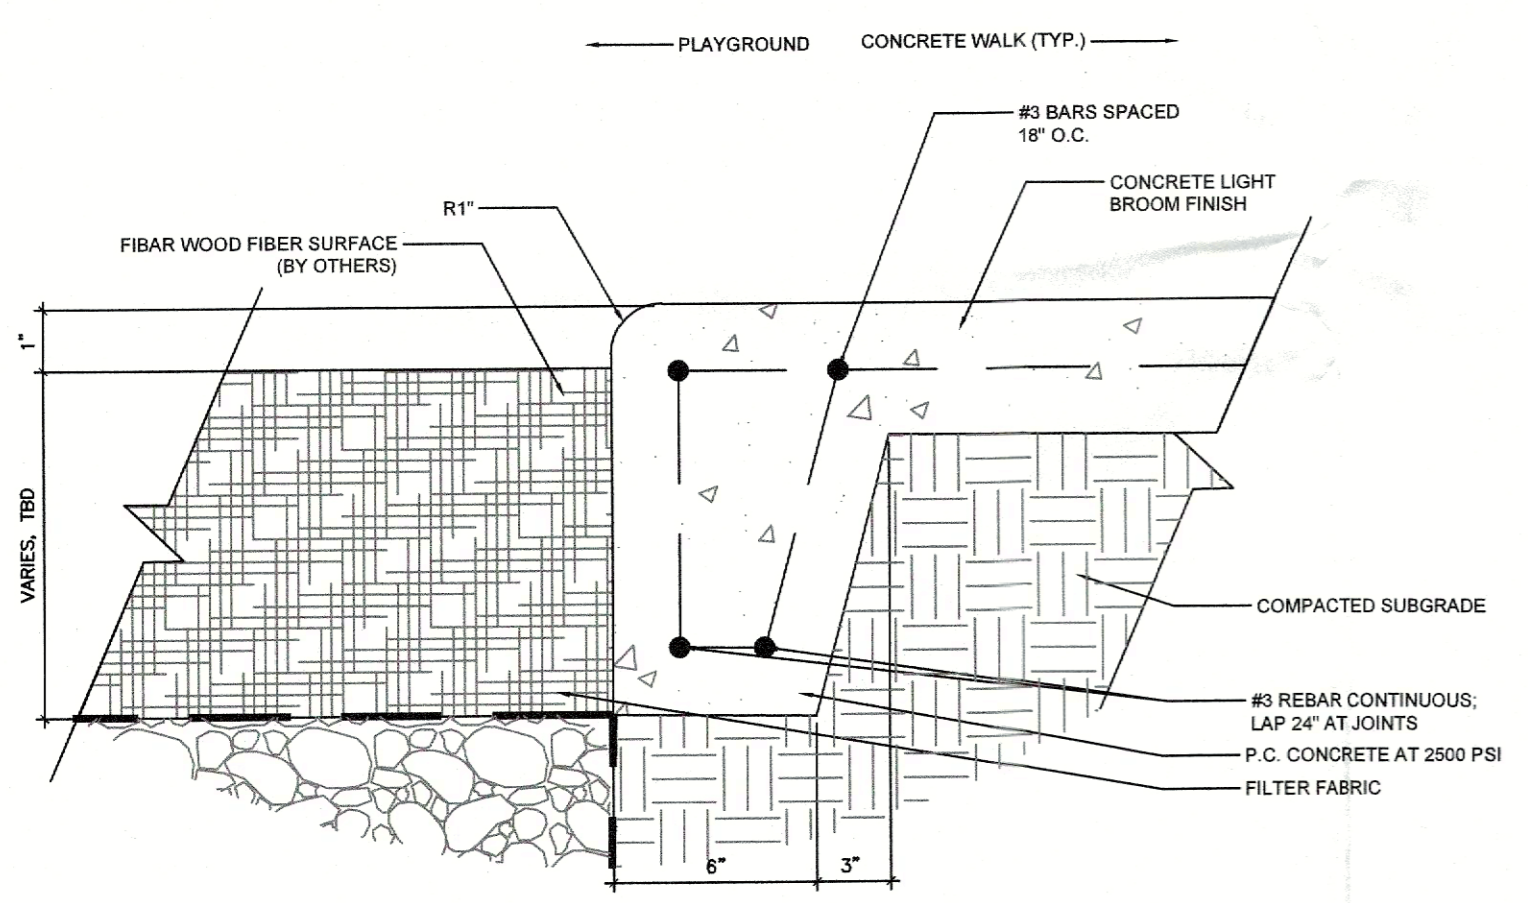 PLAYGROUND
CONCRETE WALK (TYP.)
#3 BARS SPACED
18" O.C.
CONCRETE LIGHT
BROOM FINISH
R1"
FIBAR WOOD FIBER SURFACE
(BY OTHERS)
1"
VARIES, TBD
COMPACTED SUBGRADE
#3 REBAR CONTINUOUS;
LAP 24" AT JOINTS
P.C. CONCRETE AT 2500 PSI
FILTER FABRIC
6"
3"